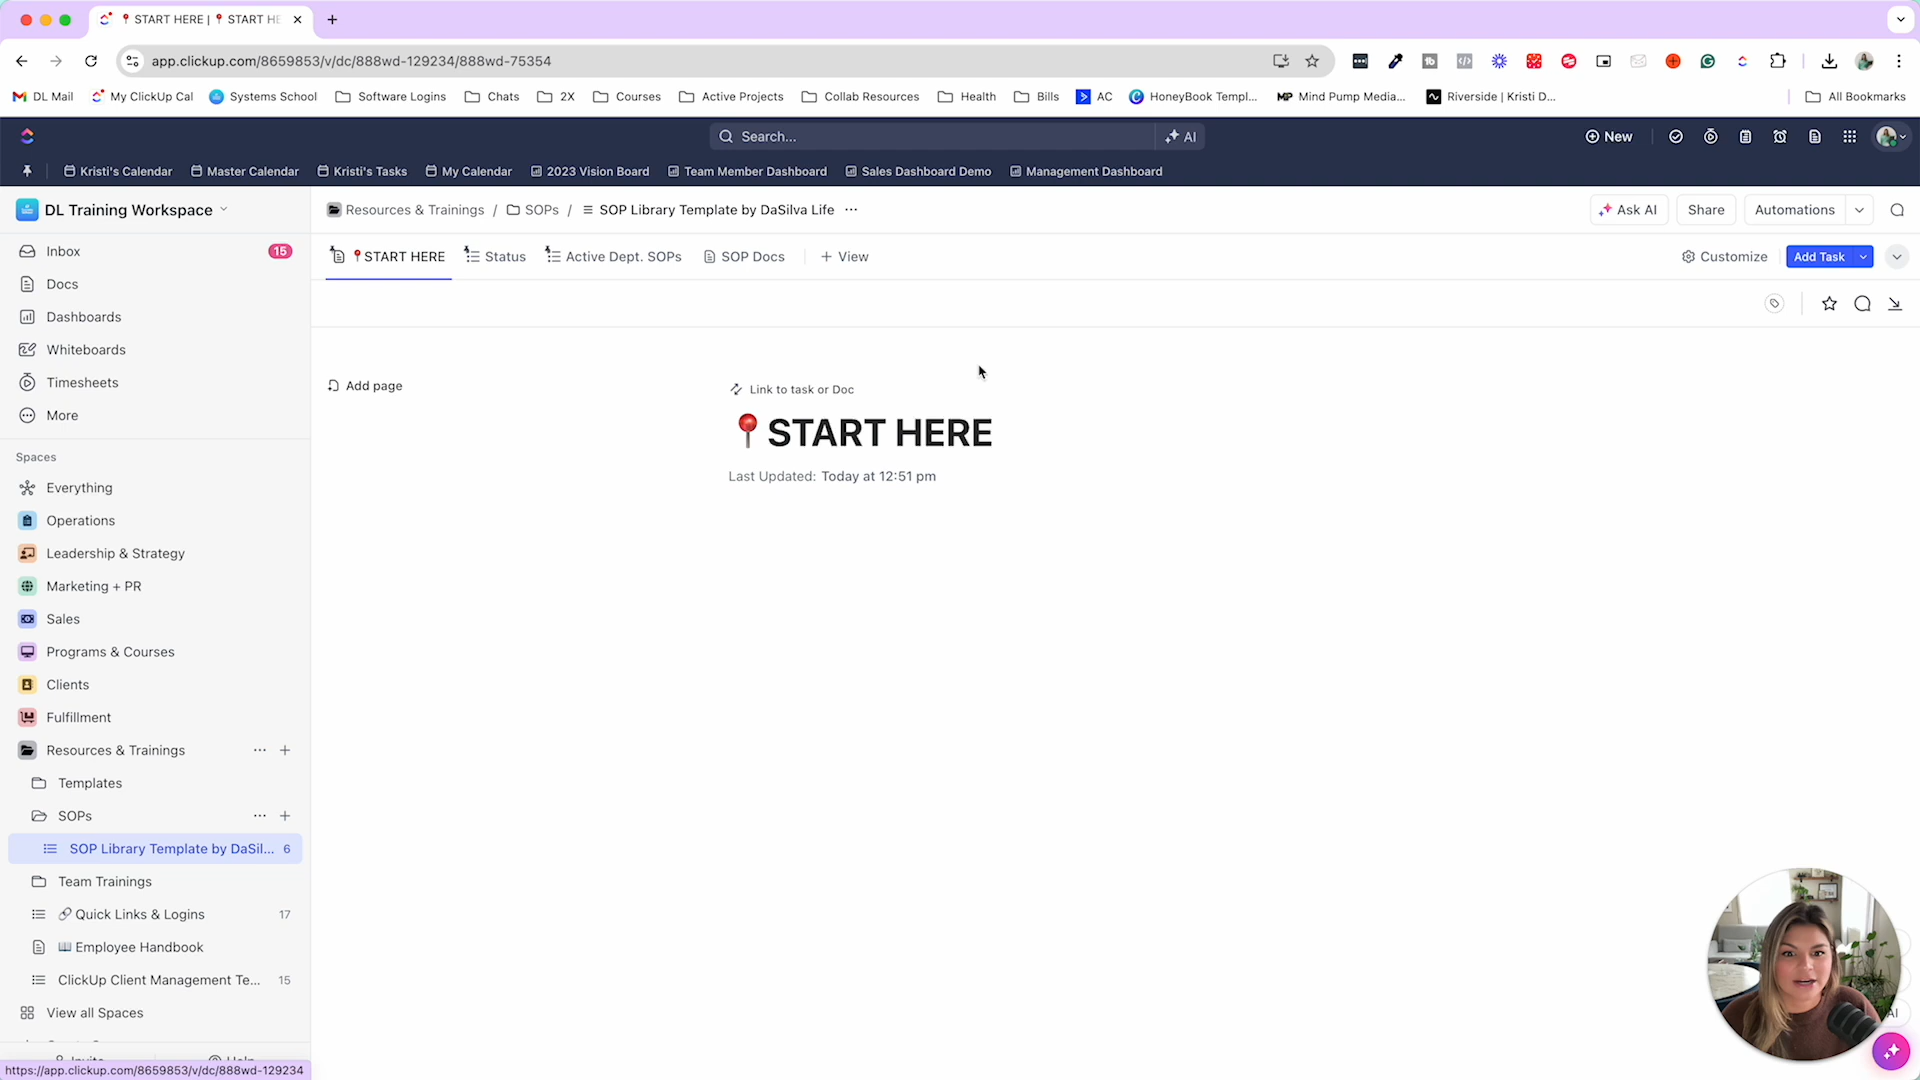 📍 START HERE | 📍 START HE
app.clickup.com/8659853/v/dc/888wd-129234/888wd-75354
DL Mail
My ClickUp Cal
Systems School
Software Logins
Chats
2X
Courses
Active Projects
Collab Resources
Health
Bills
AC
HoneyBook Templ...
MP Mind Pump Media...
Riverside | Kristi D...
All Bookmarks
Search...
AI
New
Kristi's Calendar
Master Calendar
Kristi's Tasks
My Calendar
2023 Vision Board
Team Member Dashboard
Sales Dashboard Demo
Management Dashboard
DL Training Workspace
Resources & Trainings / SOPs / SOP Library Template by DaSilva Life ...
Ask AI
Share
Automations
Inbox
15
📍START HERE
Status
Active Dept. SOPs
SOP Docs
+ View
Customize
Add Task
Docs
Dashboards
Whiteboards
Timesheets
More
Add page
Link to task or Doc
📍START HERE
Last Updated: Today at 12:51 pm
Spaces
Everything
Operations
Leadership & Strategy
Marketing + PR
Sales
Programs & Courses
Clients
Fulfillment
Resources & Trainings
Templates
SOPs
SOP Library Template by DaSil... 6
Team Trainings
🔗 Quick Links & Logins 17
📖 Employee Handbook
ClickUp Client Management Te... 15
View all Spaces
AI
https://app.clickup.com/8659853/v/dc/888wd-129234